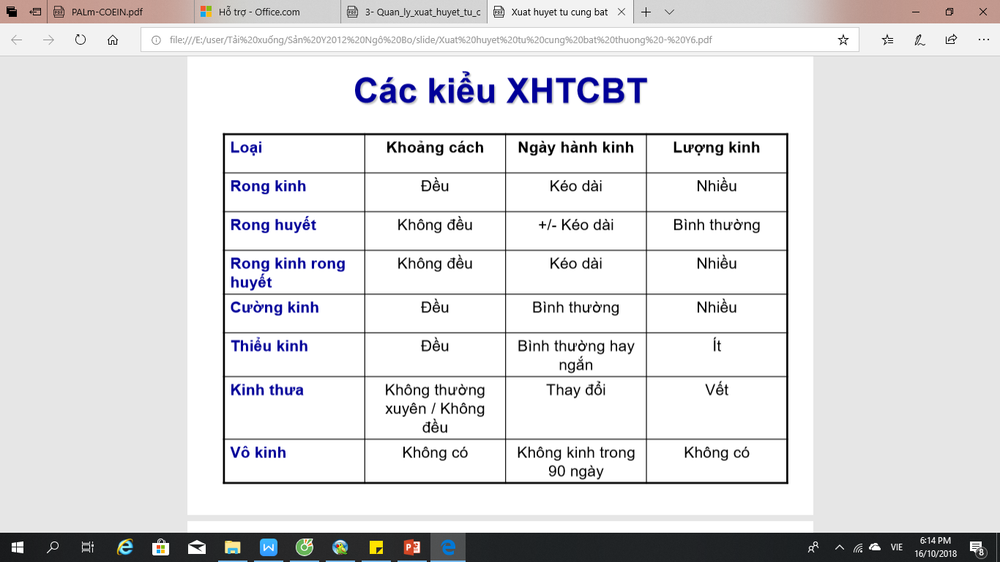 PALm-COEIN.pdf
Hỗ trợ - Office.com
3- Quan_ly_xuat_huyet_tu_c
Xuat huyet tu cung bat
file:///E:/user/Tải%20xuống/Sản%20Y2012%20Ngô%20Bo/slide/Xuat%20huyet%20tu%20cung%20bat%20thuong%20-%20Y6.pdf
Các kiểu XHTCBT
Loại Khoảng cách Ngày hành kinh Lượng kinh
Rong kinh Đều Kéo dài Nhiều
Rong huyết Không đều +/- Kéo dài Bình thường
Rong kinh rong Không đều Kéo dài Nhiều
huyết
Cường kinh Đều Bình thường Nhiều
Thiểu kinh Đều Bình thường hay Ít
ngắn
Kinh thưa Không thường Thay đổi Vết
xuyên / Không
đều
Vô kinh Không có Không kinh trong Không có
90 ngày
6:14 PM
VIE
16/10/2018
8